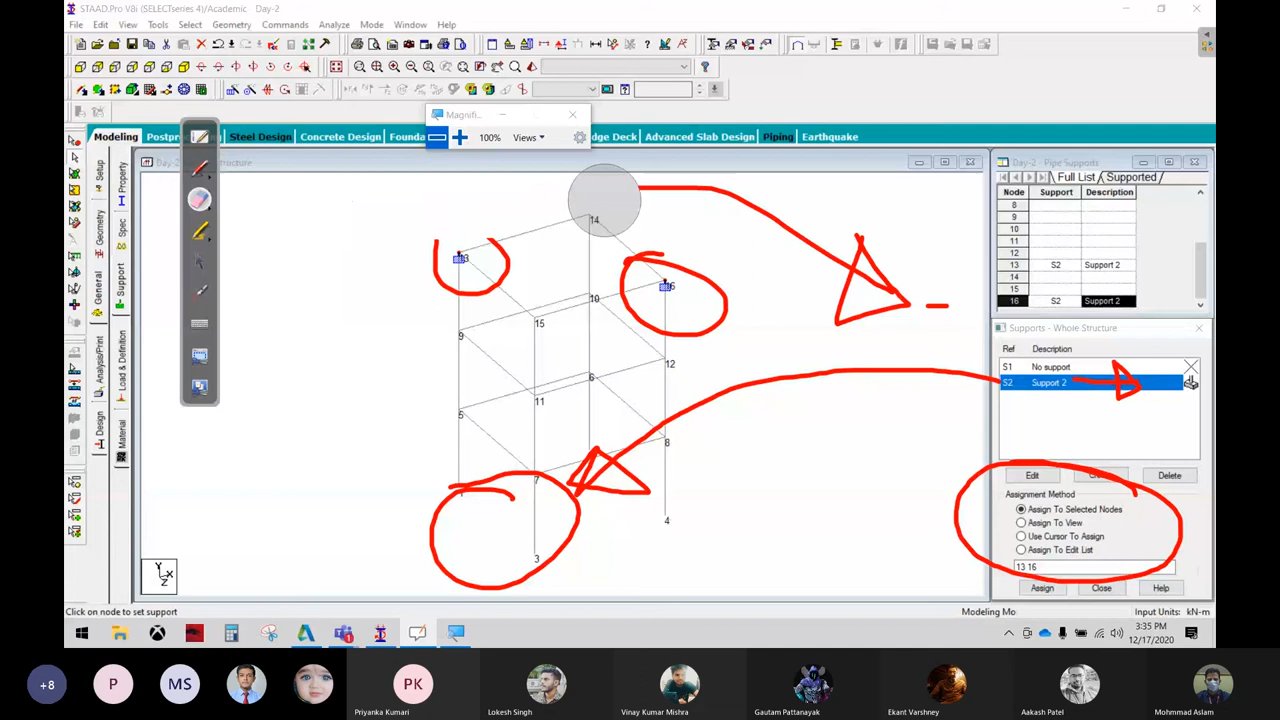 STAAD.Pro V8i (SELECTseries 4)/Academic Day-2
File Edit View Tools Select Geometry Commands Analyze Mode Window Help
Magnifi...
100% Views
Modeling Postproc Steel Design Concrete Design Founda dge Deck Advanced Slab Design Piping Earthquake
Setup
Geometry
General
Analysis/Print
Design
Property
Spec
Support
Load & Definition
Material
14
10
15
9
12
6
11
5
8
7
4
3
Y
X
Z
Day-2 - Pipe Supports
Full List Supported
Node Support Description
8
9
10
11
12
13 S2 Support 2
14
15
16 S2 Support 2
Supports - Whole Structure
Ref Description
S1 No support
S2 Support 2
Edit Delete
Assignment Method
Assign To Selected Nodes
Assign To View
Use Cursor To Assign
Assign To Edit List
13 16
Assign Close Help
Click on node to set support Modeling Mo Input Units: kN-m
3:35 PM
12/17/2020
+8 P MS PK
Priyanka Kumari Lokesh Singh Vinay Kumar Mishra Gautam Pattanayak Ekant Varshney Aakash Patel Mohmmad Aslam